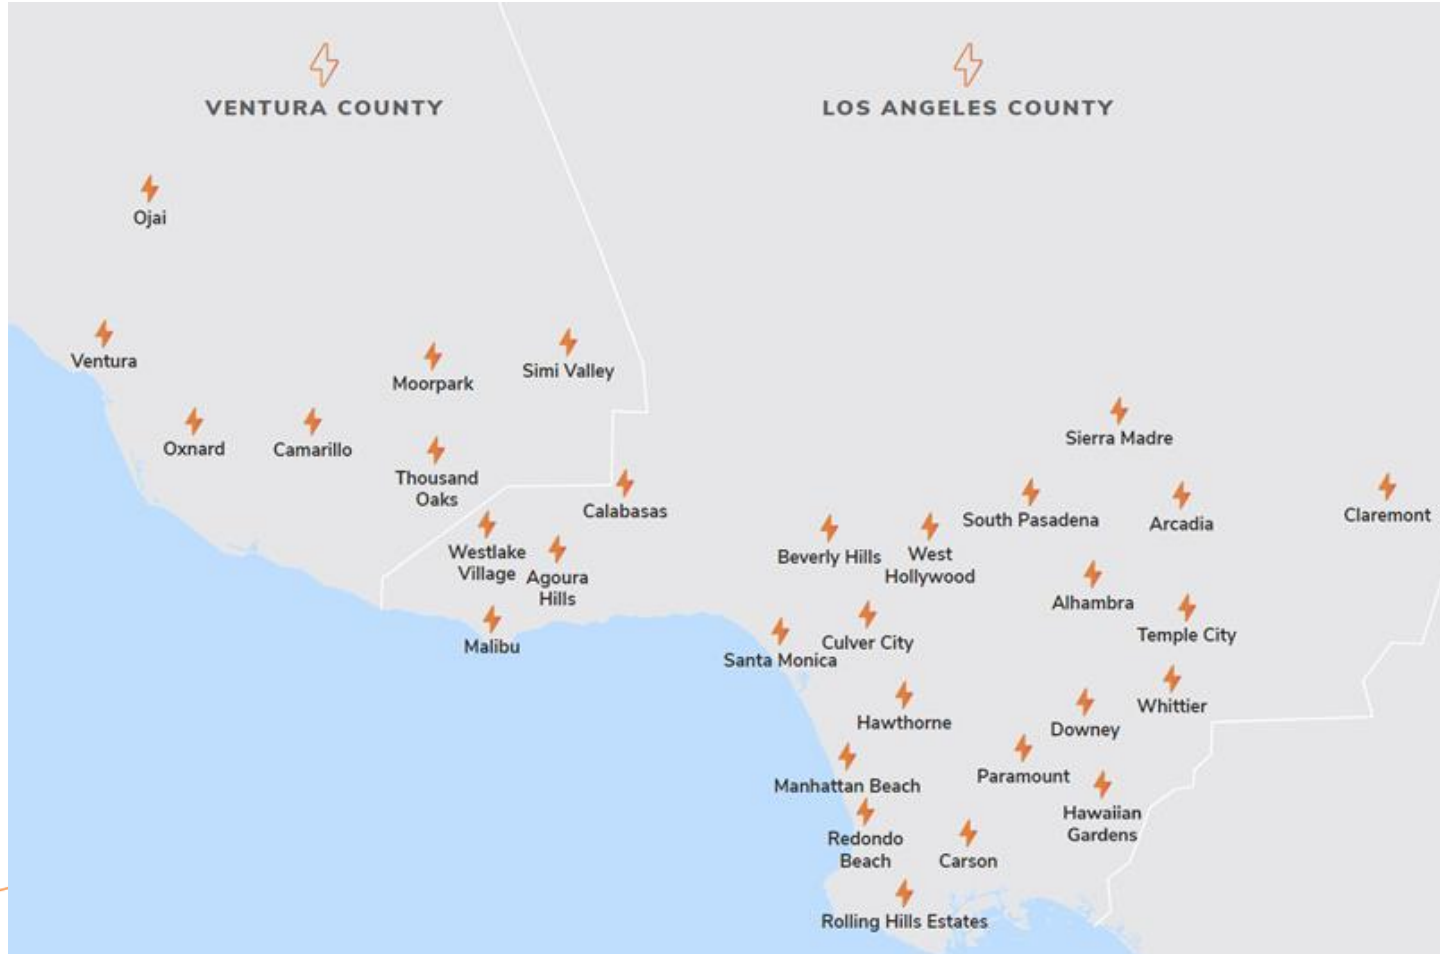 VENTURA COUNTY
LOS ANGELES COUNTY
Ojai
Ventura
Moorpark
Simi Valley
Oxnard
Camarillo
Thousand
Oaks
Calabasas
Westlake
Village
Agoura
Hills
Malibu
Sierra Madre
South Pasadena
Arcadia
Claremont
Beverly Hills
West
Hollywood
Alhambra
Temple City
Santa Monica
Culver City
Hawthorne
Whittier
Downey
Manhattan Beach
Paramount
Hawaiian
Gardens
Redondo
Beach
Carson
Rolling Hills Estates